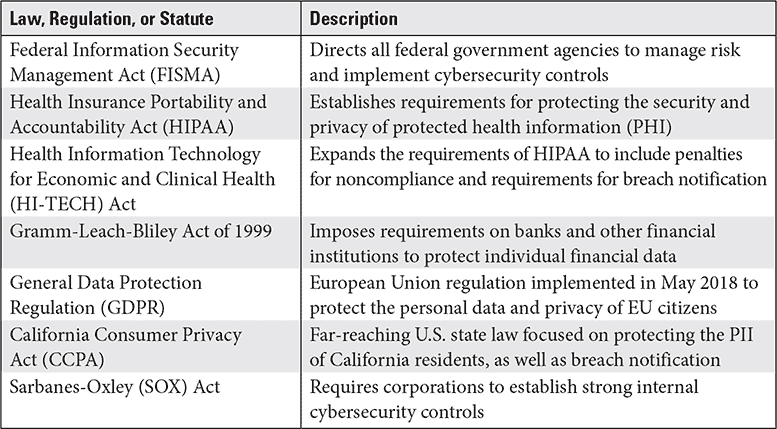 Law, Regulation, or Statute
Description
Federal Information Security
Management Act (FISMA)
Directs all federal government agencies to manage risk
and implement cybersecurity controls
Health Insurance Portability and
Accountability Act (HIPAA)
Establishes requirements for protecting the security and
privacy of protected health information (PHI)
Health Information Technology
for Economic and Clinical Health
(HI-TECH) Act
Expands the requirements of HIPAA to include penalties
for noncompliance and requirements for breach notification
Gramm-Leach-Bliley Act of 1999
Imposes requirements on banks and other financial
institutions to protect individual financial data
General Data Protection
Regulation (GDPR)
European Union regulation implemented in May 2018 to
protect the personal data and privacy of EU citizens
California Consumer Privacy
Act (CCPA)
Far-reaching U.S. state law focused on protecting the PII
of California residents, as well as breach notification
Sarbanes-Oxley (SOX) Act
Requires corporations to establish strong internal
cybersecurity controls